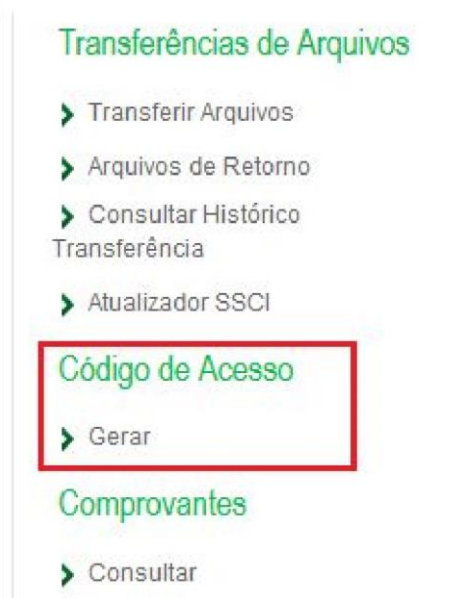 Transferências de Arquivos
Transferir Arquivos
Arquivos de Retorno
Consultar Histórico
Transferência
Atualizador SSCI
Código de Acesso
Gerar
Comprovantes
Consultar